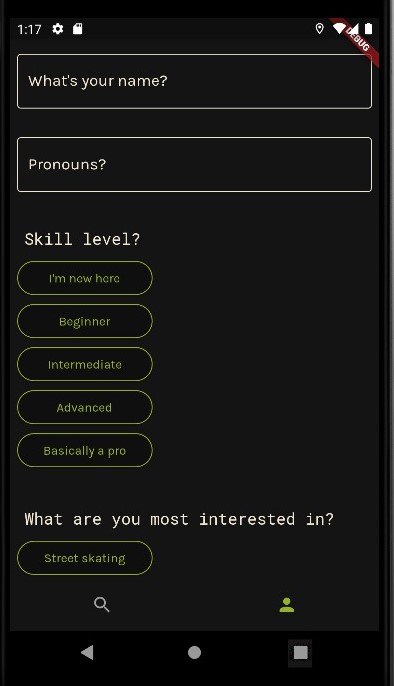 1:17
DEBUG
What's your name?
Pronouns?
Skill level?
I'm new here
Beginner
Intermediate
Advanced
Basically a pro
What are you most interested in?
Street skating